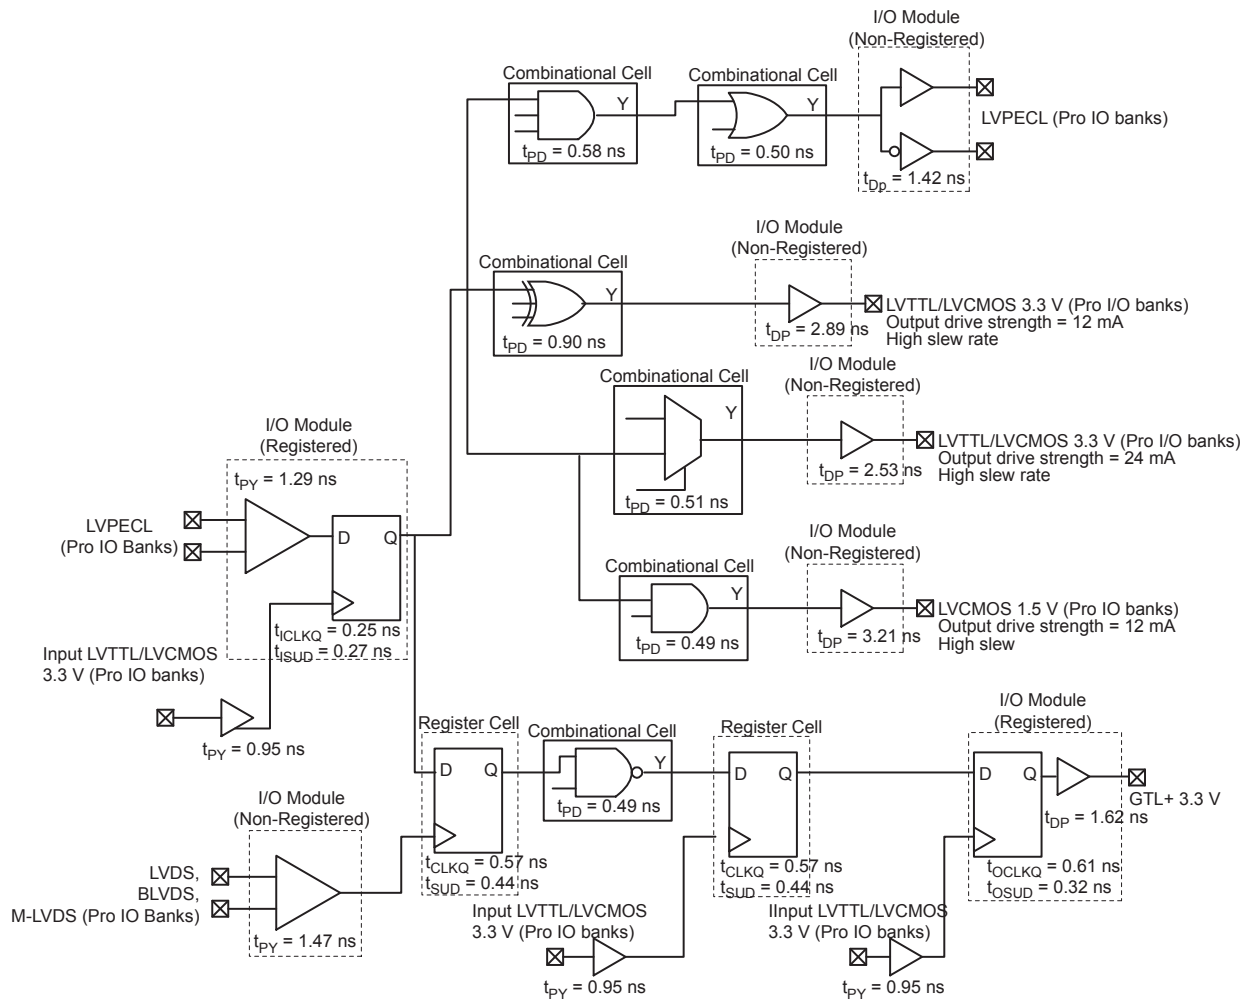 I/O Module
(Non-Registered)
Combinational Cell
Y
tPD = 0.58 ns
Combinational Cell
Y
tPD = 0.50 ns
LVPECL (Pro IO banks)
tDp = 1.42 ns
I/O Module
(Non-Registered)
Combinational Cell
Y
tPD = 0.90 ns
tDP = 2.89 ns
LVTTL/LVCMOS 3.3 V (Pro I/O banks)
Output drive strength = 12 mA
High slew rate
I/O Module
(Non-Registered)
Combinational Cell
Y
tPD = 0.51 ns
tDP = 2.53 ns
LVTTL/LVCMOS 3.3 V (Pro I/O banks)
Output drive strength = 24 mA
High slew rate
I/O Module
(Registered)
tPY = 1.29 ns
LVPECL
(Pro IO Banks)
D
Q
tICLKQ = 0.25 ns
tISUD = 0.27 ns
I/O Module
(Non-Registered)
Combinational Cell
Y
tPD = 0.49 ns
tDP = 3.21 ns
LVCMOS 1.5 V (Pro IO banks)
Output drive strength = 12 mA
High slew
Input LVTTL/LVCMOS
3.3 V (Pro IO banks)
tPY = 0.95 ns
Register Cell
D
Q
tCLKQ = 0.57 ns
tSUD = 0.44 ns
Combinational Cell
Y
tPD = 0.49 ns
Register Cell
D
Q
tCLKQ = 0.57 ns
tSUD = 0.44 ns
I/O Module
(Registered)
D
Q
tDP = 1.62 ns
GTL+ 3.3 V
tOCLKQ = 0.61 ns
tOSUD = 0.32 ns
I/O Module
(Non-Registered)
LVDS,
BLVDS,
M-LVDS (Pro IO Banks)
tPY = 1.47 ns
Input LVTTL/LVCMOS
3.3 V (Pro IO banks)
tPY = 0.95 ns
IInput LVTTL/LVCMOS
3.3 V (Pro IO banks)
tPY = 0.95 ns